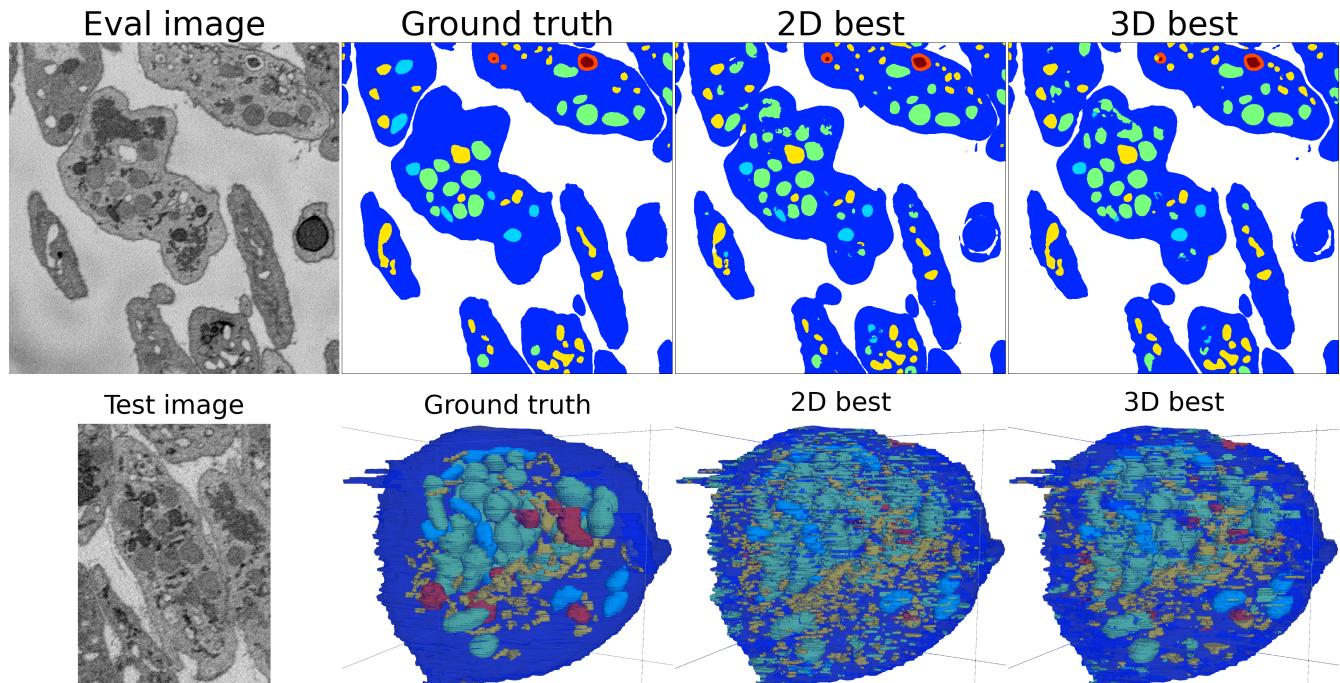 Eval image
Ground truth
2D best
3D best
Test image
Ground truth
2D best
3D best